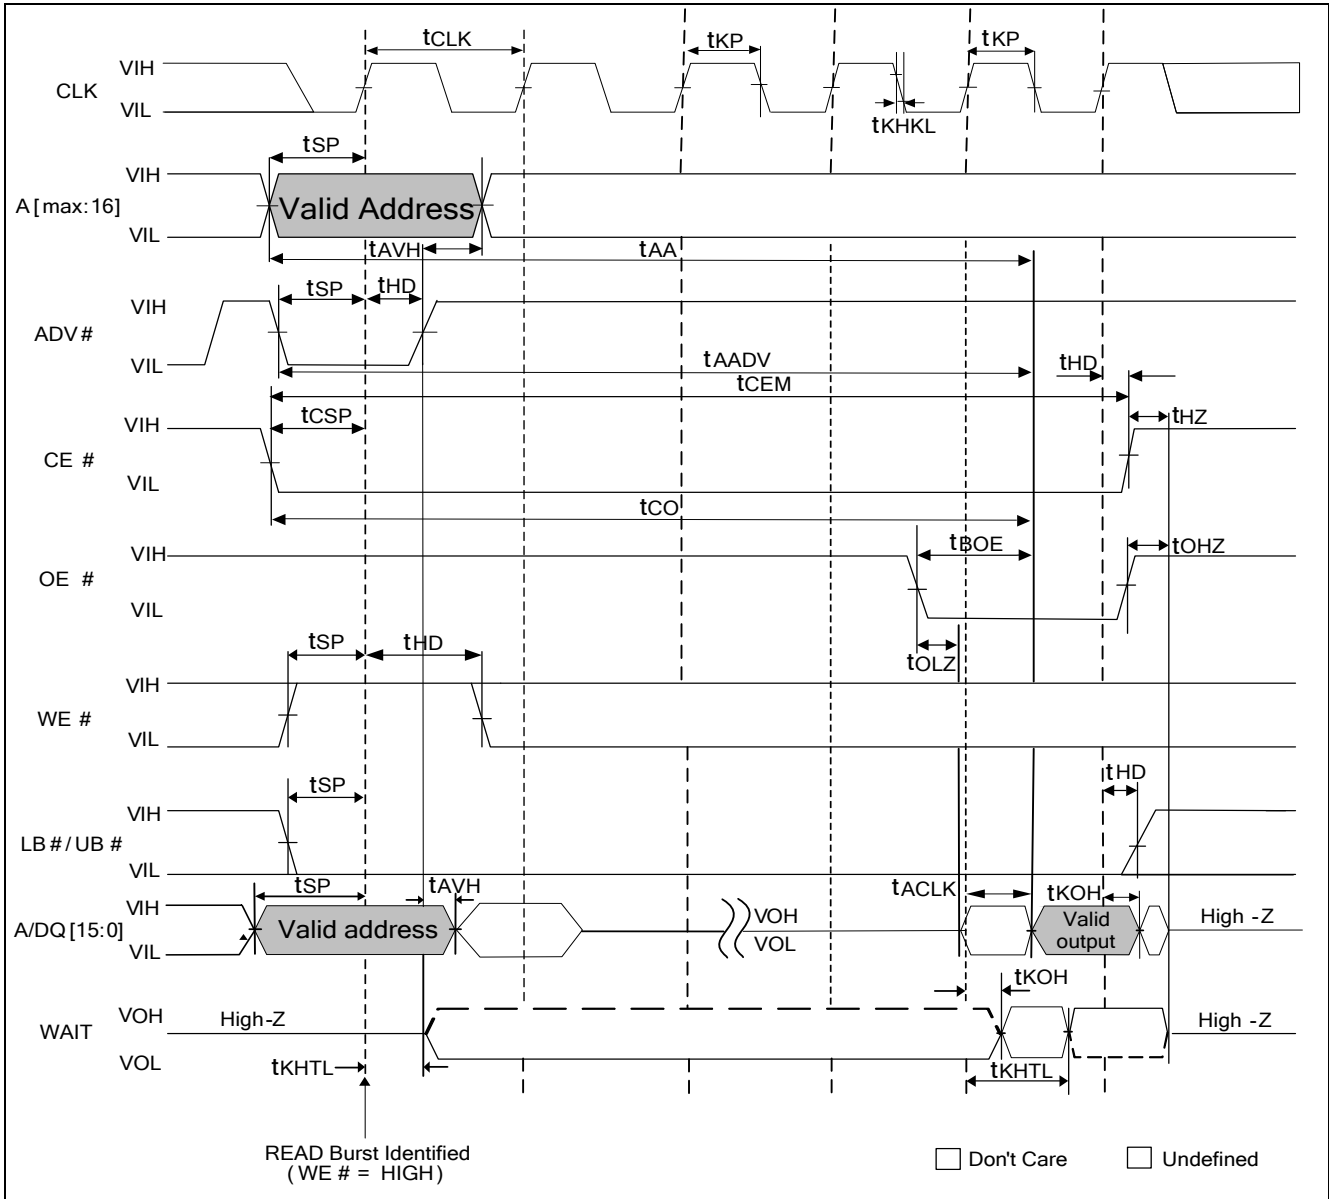 tCLK
tKP
tKP
VIH
CLK
VIL
tKHKL
tSP
VIH
A[max:16]
Valid Address
VIL
tAVH
tAA
tSP
tHD
VIH
ADV#
VIL
tAADV
tHD
tCEM
tCSP
tHZ
VIH
CE #
VIL
tCO
tBOE
tOHZ
VIH
OE #
VIL
tSP
tHD
tOLZ
VIH
WE #
VIL
tSP
tHD
VIH
LB#/UB#
VIL
tSP
tAVH
tACLK
tKOH
VIH
A/DQ[15:0]
Valid address
VOH
Valid output
High -Z
VIL
VOL
tKOH
VOH
WAIT
High-Z
High -Z
VOL
tKHTL
tKHTL
READ Burst Identified
(WE # = HIGH)
Don't Care
Undefined